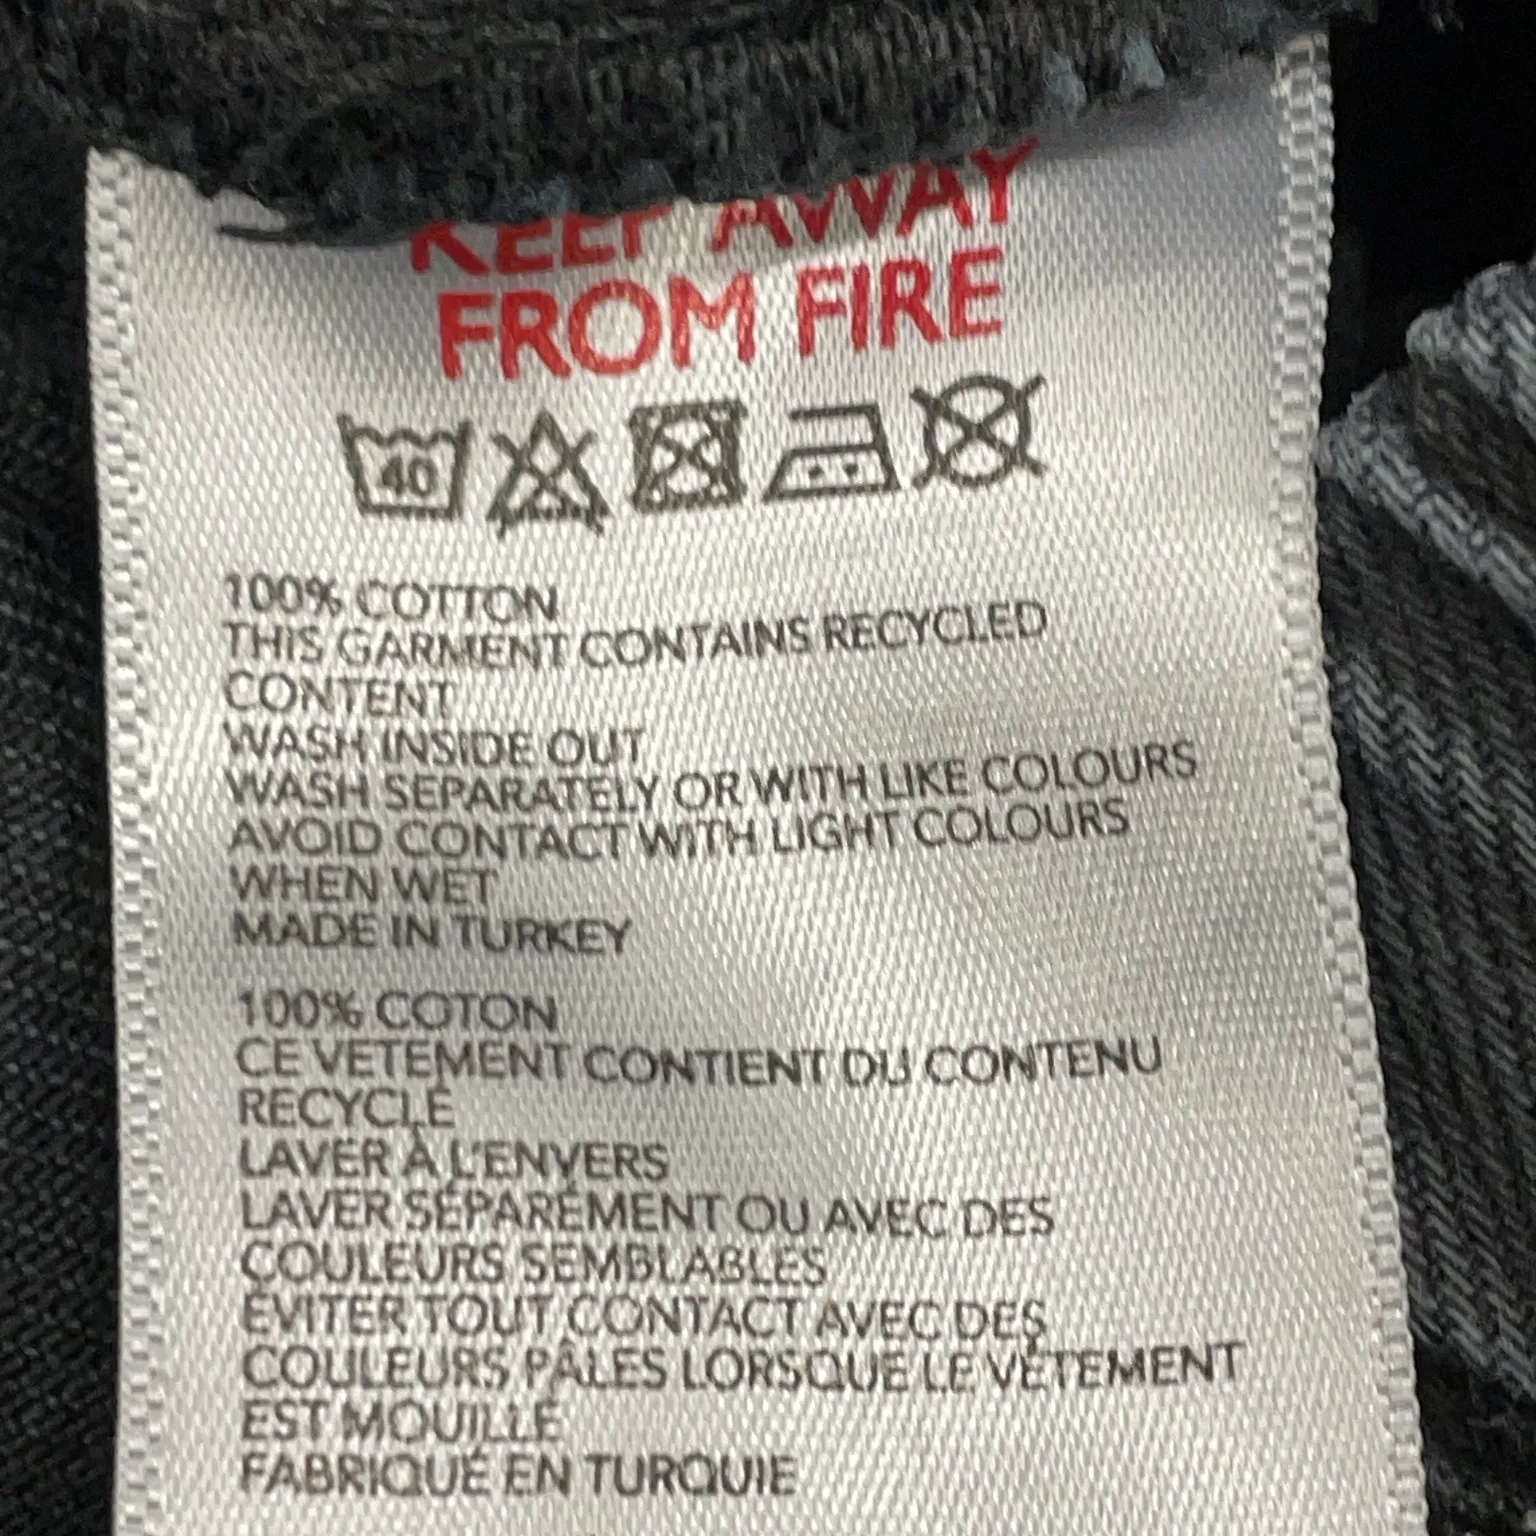 KEEP AWAY
FROM FIRE
40
100% COTTON
THIS GARMENT CONTAINS RECYCLED
CONTENT
WASH INSIDE OUT
WASH SEPARATELY OR WITH LIKE COLOURS
AVOID CONTACT WITH LIGHT COLOURS
WHEN WET
MADE IN TURKEY
100% COTON
CE VETEMENT CONTIENT DU CONTENU
RECYCLÉ
LAVER À L'ENVERS
LAVER SÉPARÉMENT OU AVEC DES
COULEURS SEMBLABLES
ÉVITER TOUT CONTACT AVEC DES
COULEURS PÂLES LORSQUE LE VÊTEMENT
EST MOUILLÉ
FABRIQUÉ EN TURQUIE